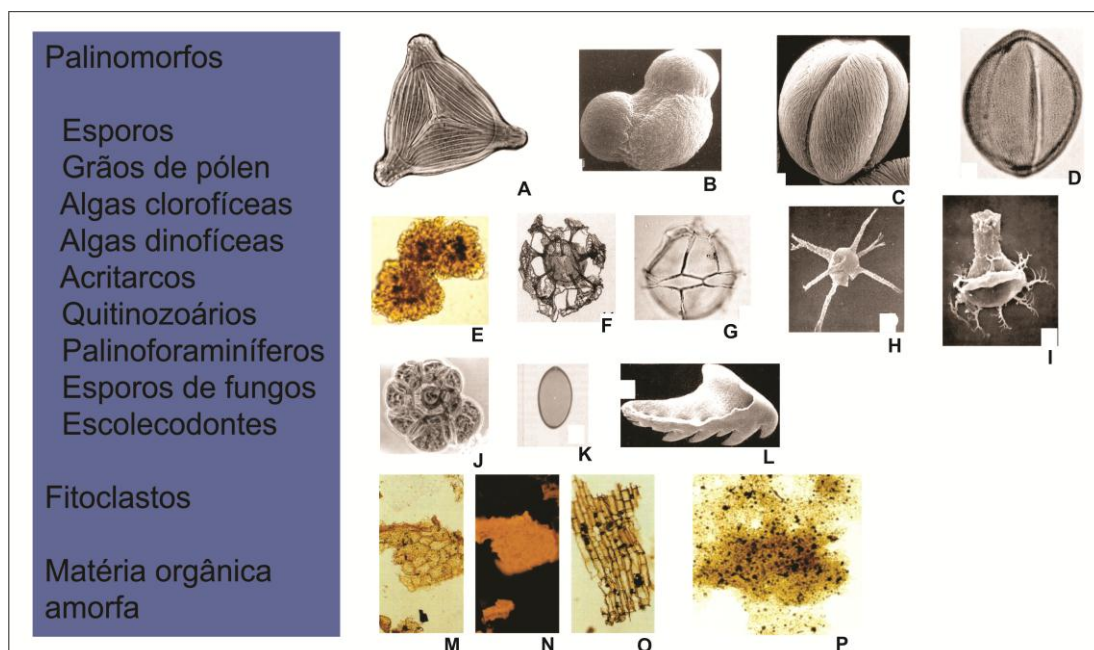 Palinomorfos
Esporos
Grãos de pólen
Algas clorofíceas
Algas dinofíceas
Acritarcos
Quitinozoários
Palinoforaminíferos
Esporos de fungos
Escolecodontes
Fitoclastos
Matéria orgânica
amorfa
A
B
C
D
E
F
G
H
I
J
K
L
M
N
O
P